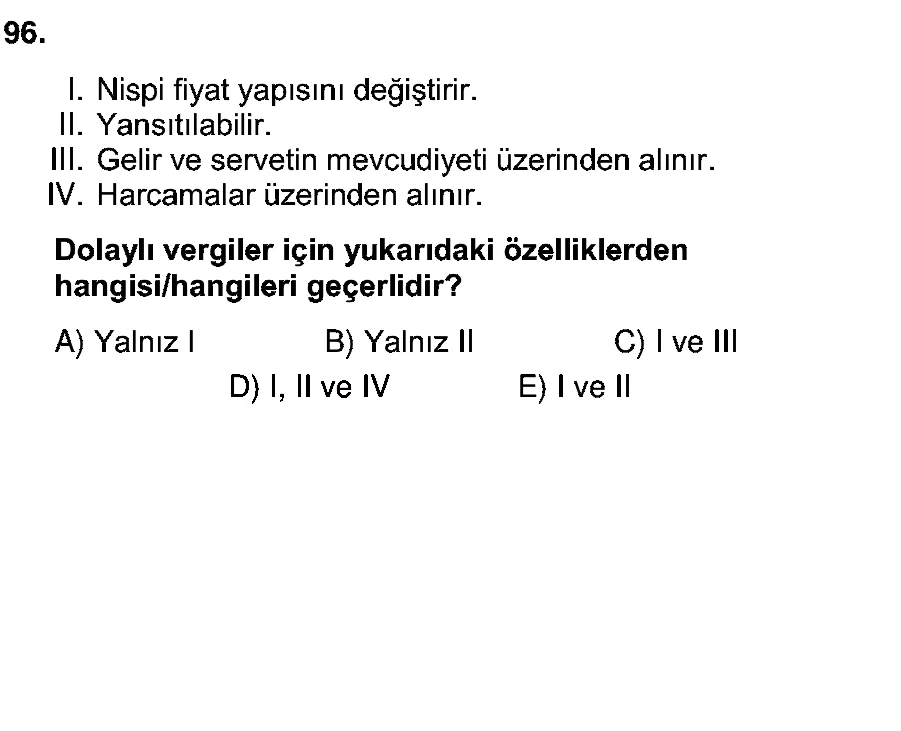 96.
I. Nispi fiyat yapısını değiştirir.
II. Yansıtılabilir.
III. Gelir ve servetin mevcudiyeti üzerinden alınır.
IV. Harcamalar üzerinden alınır.
Dolaylı vergiler için yukarıdaki özelliklerden
hangisi/hangileri geçerlidir?
A) Yalnız I B) Yalnız II C) I ve III
D) I, II ve IV E) I ve II